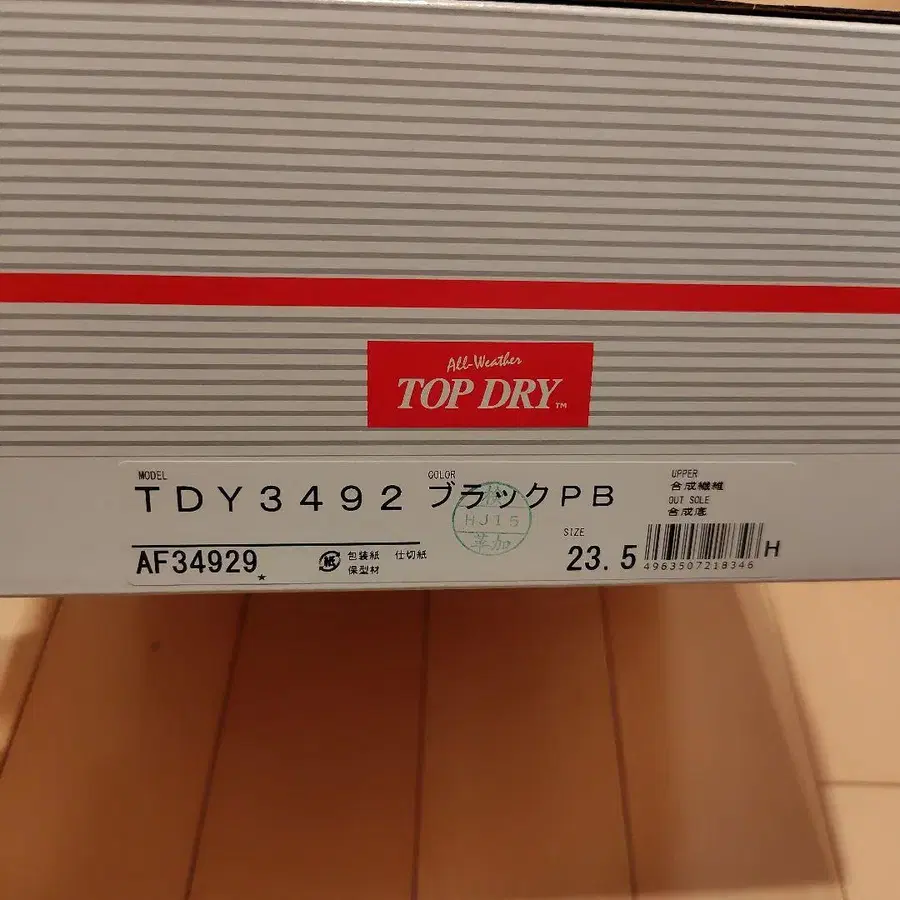 All-Weather
TOP DRY™
MODEL
TDY3492
COLOR
ブラックPB
UPPER
合成繊維
OUT SOLE
合成底
検
HJ15
革加
SIZE
23.5
AF34929★
紙
包装紙 仕切紙
保型材
H
4963507218346